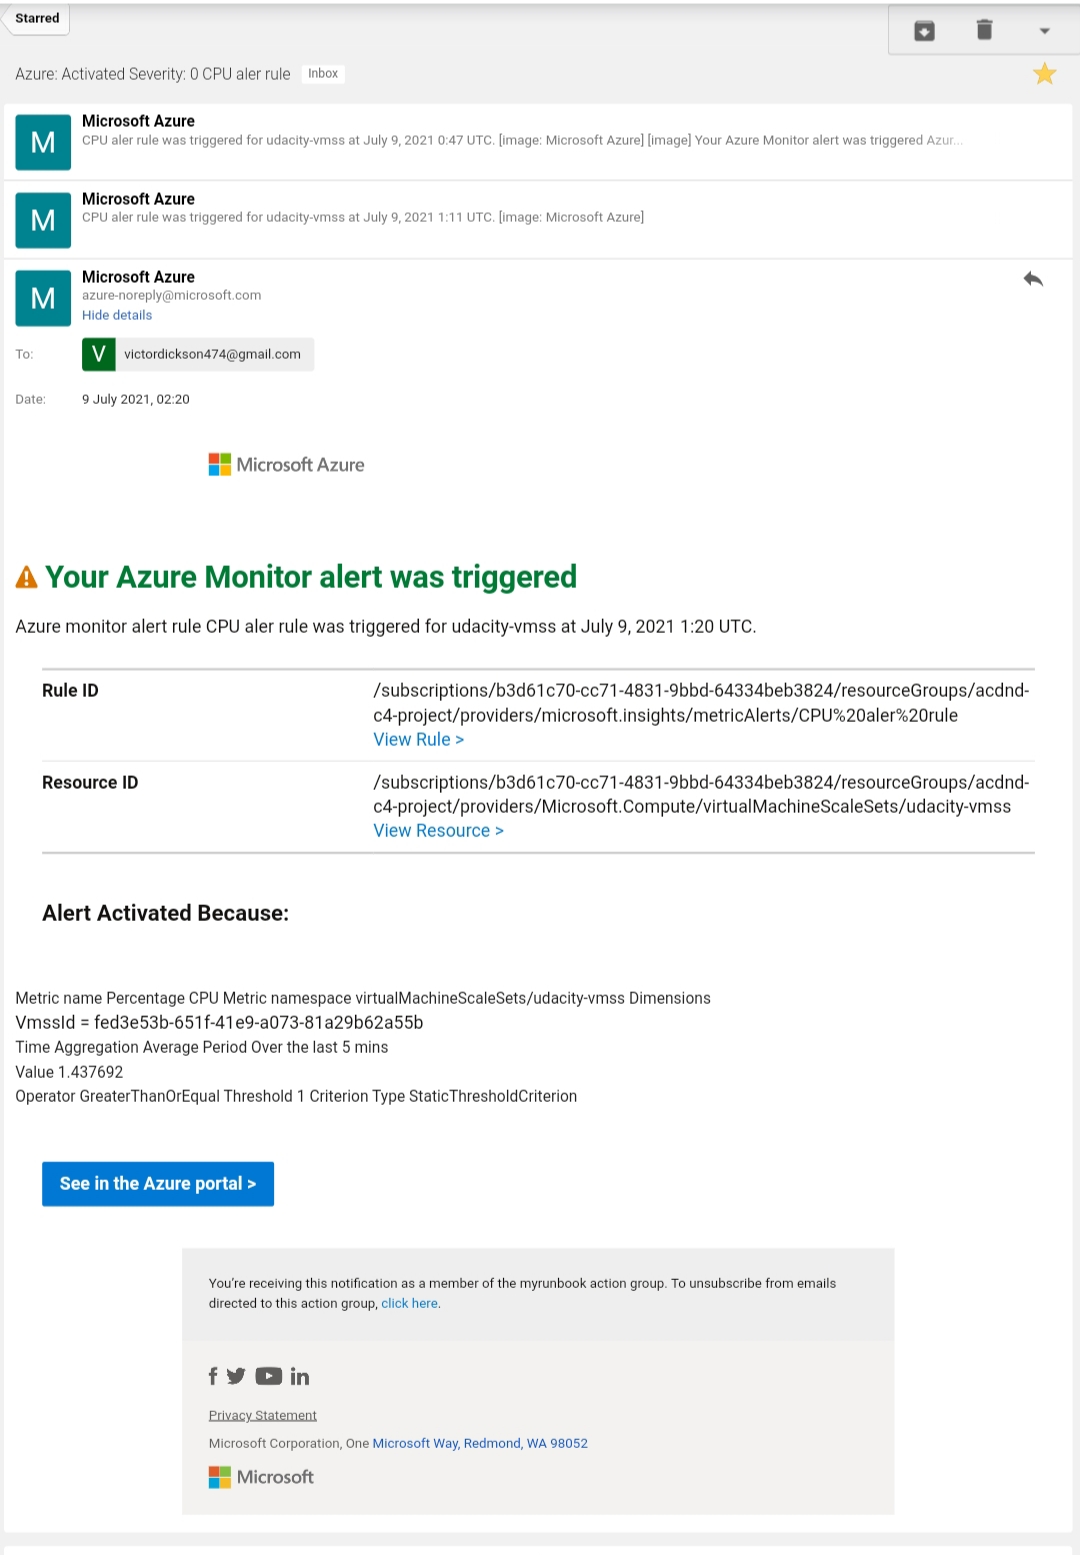 Starred
Azure: Activated Severity: 0 CPU aler rule Inbox
M
Microsoft Azure
CPU aler rule was triggered for udacity-vmss at July 9, 2021 0:47 UTC. [image: Microsoft Azure] [image] Your Azure Monitor alert was triggered Azur...
M
Microsoft Azure
CPU aler rule was triggered for udacity-vmss at July 9, 2021 1:11 UTC. [image: Microsoft Azure]
M
Microsoft Azure
azure-noreply@microsoft.com
Hide details
To: V victordickson474@gmail.com
Date: 9 July 2021, 02:20
Microsoft Azure
Your Azure Monitor alert was triggered
Azure monitor alert rule CPU aler rule was triggered for udacity-vmss at July 9, 2021 1:20 UTC.
Rule ID /subscriptions/b3d61c70-cc71-4831-9bbd-64334beb3824/resourceGroups/acdnd-
c4-project/providers/microsoft.insights/metricAlerts/CPU%20aler%20rule
View Rule >
Resource ID /subscriptions/b3d61c70-cc71-4831-9bbd-64334beb3824/resourceGroups/acdnd-
c4-project/providers/Microsoft.Compute/virtualMachineScaleSets/udacity-vmss
View Resource >
Alert Activated Because:
Metric name Percentage CPU Metric namespace virtualMachineScaleSets/udacity-vmss Dimensions
VmssId = fed3e53b-651f-41e9-a073-81a29b62a55b
Time Aggregation Average Period Over the last 5 mins
Value 1.437692
Operator GreaterThanOrEqual Threshold 1 Criterion Type StaticThresholdCriterion
See in the Azure portal >
You're receiving this notification as a member of the myrunbook action group. To unsubscribe from emails
directed to this action group, click here.
f in
Privacy Statement
Microsoft Corporation, One Microsoft Way, Redmond, WA 98052
Microsoft